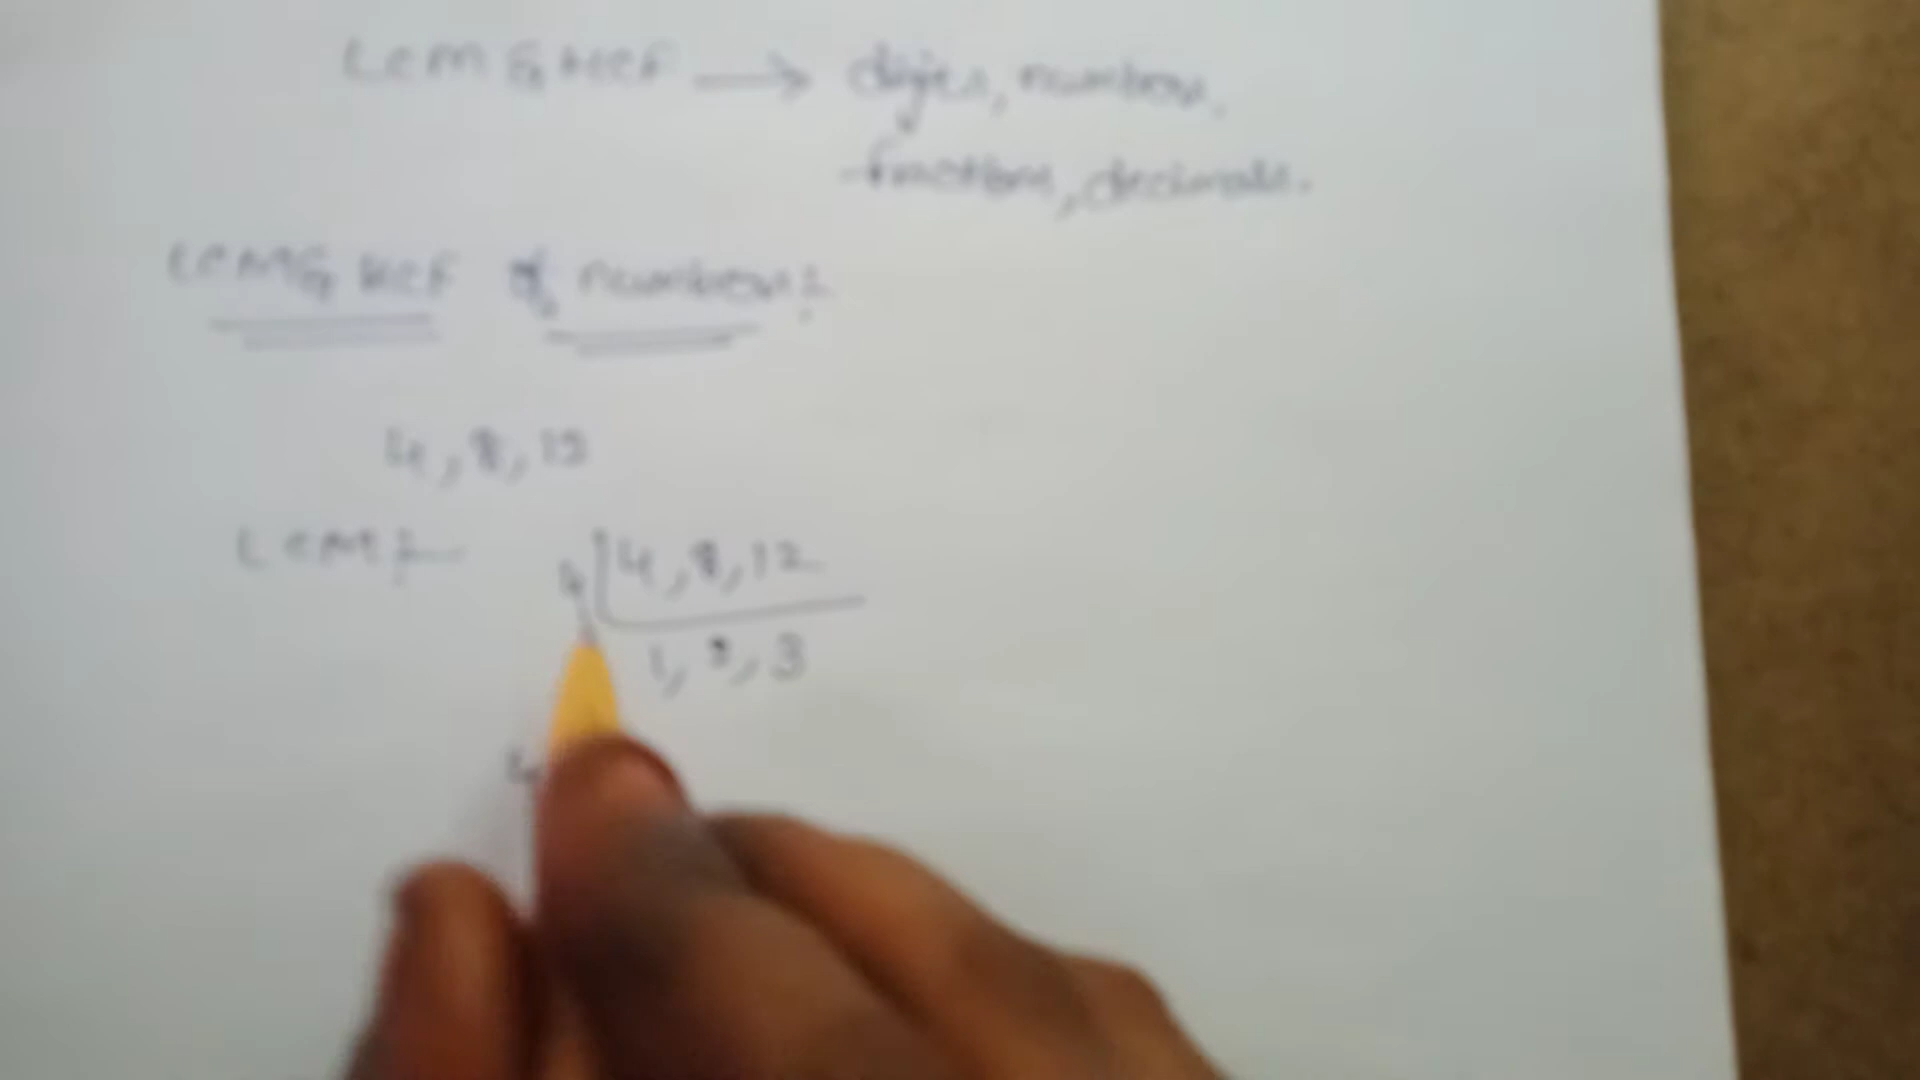 LCM & HCF → digits, numbers,
fractions, decimals.
LCM & HCF of numbers:
4, 8, 12
LCM:- 4 | 4, 8, 12
1, 2, 3
4